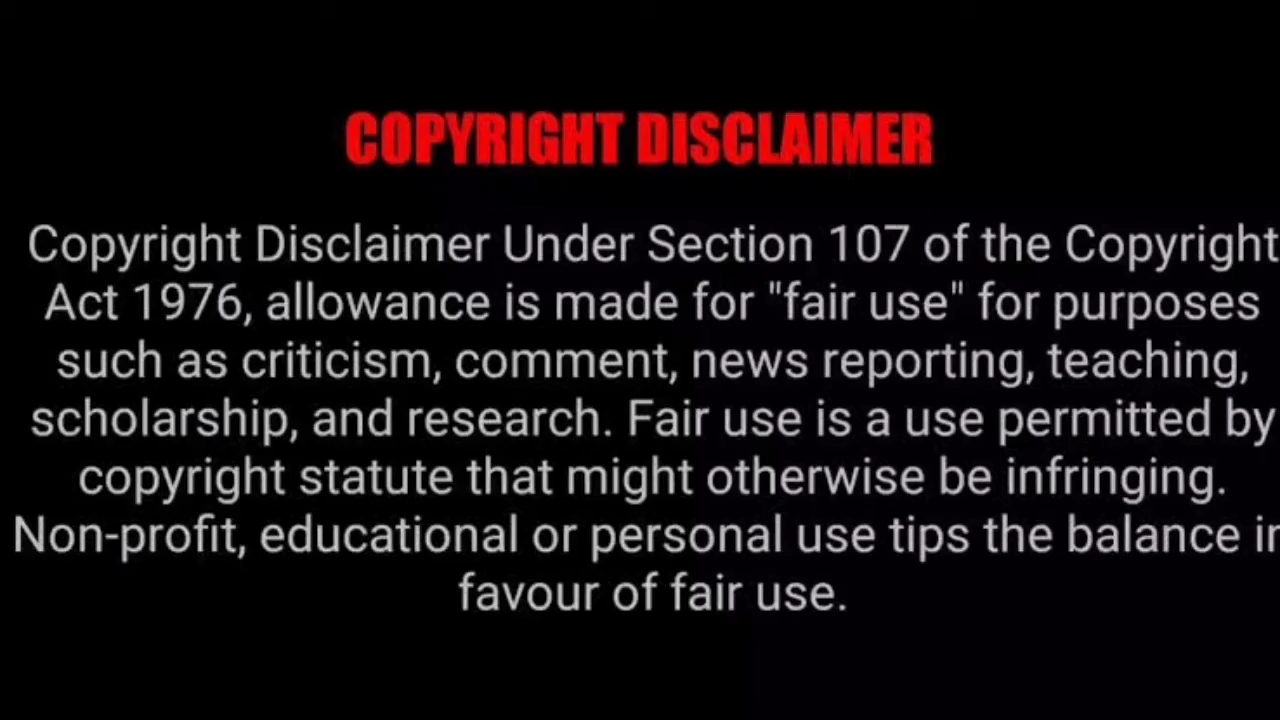 COPYRIGHT DISCLAIMER
Copyright Disclaimer Under Section 107 of the Copyright
Act 1976, allowance is made for "fair use" for purposes
such as criticism, comment, news reporting, teaching,
scholarship, and research. Fair use is a use permitted by
copyright statute that might otherwise be infringing.
Non-profit, educational or personal use tips the balance in
favour of fair use.